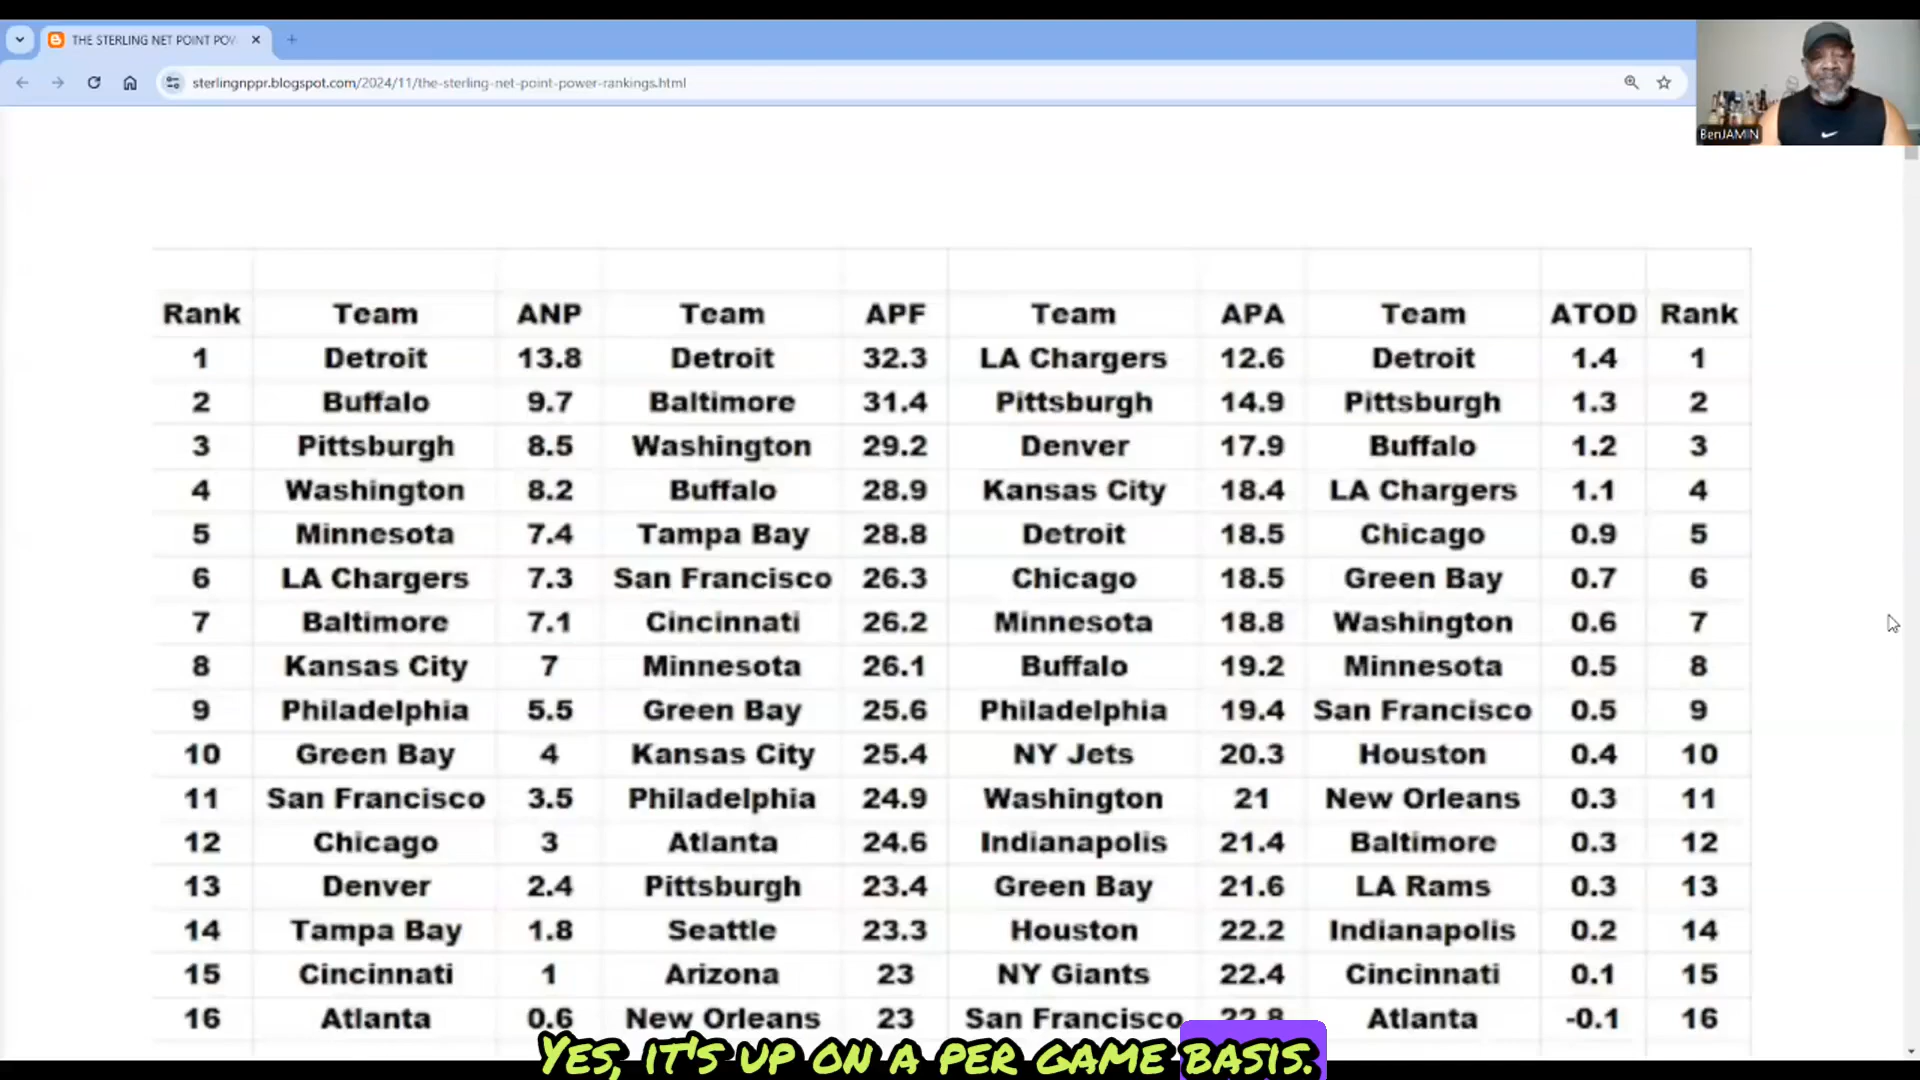 THE STERLING NET POINT POV
sterlingnppr.blogspot.com/2024/11/the-sterling-net-point-power-rankings.html
BenJAMIN
Rank Team ANP Team APF Team APA Team ATOD Rank
1 Detroit 13.8 Detroit 32.3 LA Chargers 12.6 Detroit 1.4 1
2 Buffalo 9.7 Baltimore 31.4 Pittsburgh 14.9 Pittsburgh 1.3 2
3 Pittsburgh 8.5 Washington 29.2 Denver 17.9 Buffalo 1.2 3
4 Washington 8.2 Buffalo 28.9 Kansas City 18.4 LA Chargers 1.1 4
5 Minnesota 7.4 Tampa Bay 28.8 Detroit 18.5 Chicago 0.9 5
6 LA Chargers 7.3 San Francisco 26.3 Chicago 18.5 Green Bay 0.7 6
7 Baltimore 7.1 Cincinnati 26.2 Minnesota 18.8 Washington 0.6 7
8 Kansas City 7 Minnesota 26.1 Buffalo 19.2 Minnesota 0.5 8
9 Philadelphia 5.5 Green Bay 25.6 Philadelphia 19.4 San Francisco 0.5 9
10 Green Bay 4 Kansas City 25.4 NY Jets 20.3 Houston 0.4 10
11 San Francisco 3.5 Philadelphia 24.9 Washington 21 New Orleans 0.3 11
12 Chicago 3 Atlanta 24.6 Indianapolis 21.4 Baltimore 0.3 12
13 Denver 2.4 Pittsburgh 23.4 Green Bay 21.6 LA Rams 0.3 13
14 Tampa Bay 1.8 Seattle 23.3 Houston 22.2 Indianapolis 0.2 14
15 Cincinnati 1 Arizona 23 NY Giants 22.4 Cincinnati 0.1 15
16 Atlanta 0.6 New Orleans 23 San Francisco 22.8 Atlanta -0.1 16
Yes, it's up on a per game basis.